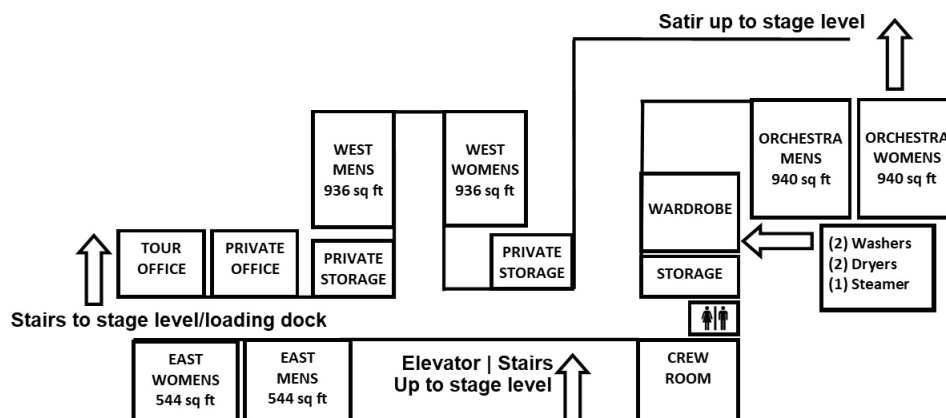 Satir up to stage level
WEST
MENS
936 sq ft
WEST
WOMENS
936 sq ft
ORCHESTRA
MENS
940 sq ft
ORCHESTRA
WOMENS
940 sq ft
WARDROBE
TOUR
OFFICE
PRIVATE
OFFICE
PRIVATE
STORAGE
PRIVATE
STORAGE
STORAGE
(2) Washers
(2) Dryers
(1) Steamer
Stairs to stage level/loading dock
EAST
WOMENS
544 sq ft
EAST
MENS
544 sq ft
Elevator | Stairs
Up to stage level
CREW
ROOM